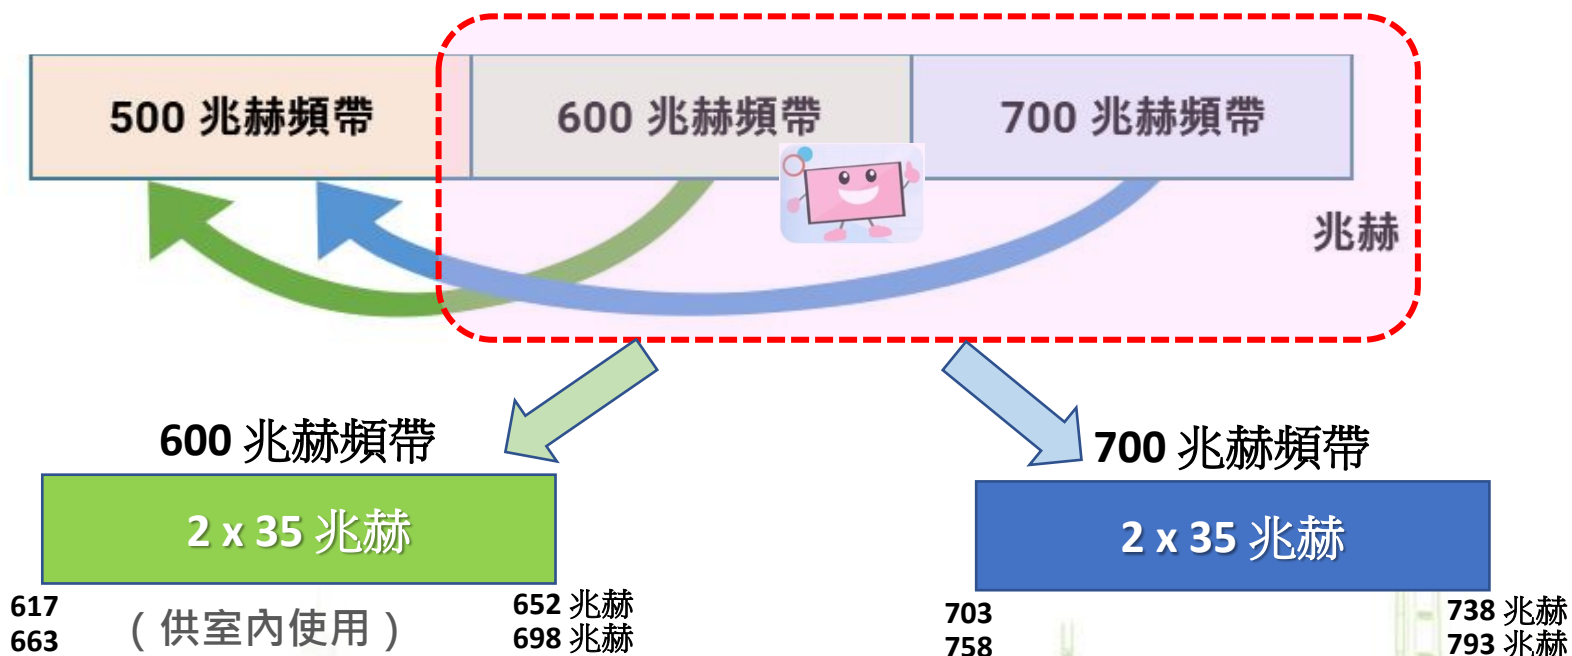 500 兆赫頻帶
600 兆赫頻帶
700 兆赫頻帶
兆赫
600 兆赫頻帶
700 兆赫頻帶
2 x 35 兆赫
2 x 35 兆赫
617
652 兆赫
663
698 兆赫
（供室內使用）
703
738 兆赫
758
793 兆赫